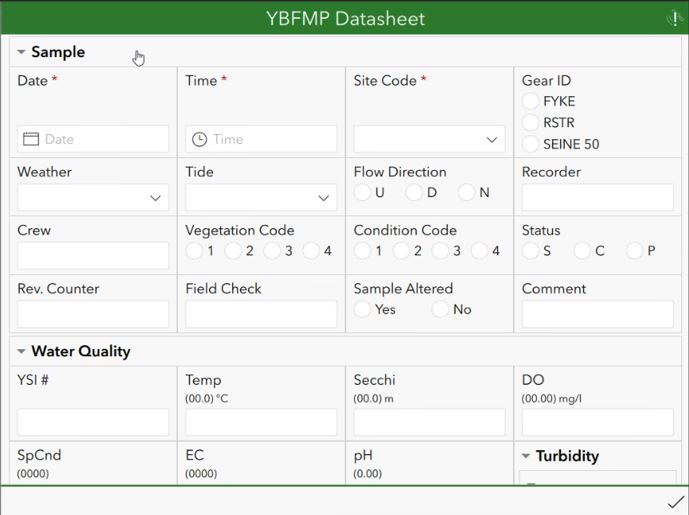 YBFMP Datasheet
Sample
Date * Time * Site Code * Gear ID
FYKE
RSTR
Date Time SEINE 50
Weather Tide Flow Direction Recorder
U D N
Crew Vegetation Code Condition Code Status
1 2 3 4 1 2 3 4 S C P
Rev. Counter Field Check Sample Altered Comment
Yes No
Water Quality
YSI # Temp Secchi DO
(00.0) °C (00.0) m (00.00) mg/l
SpCnd EC pH Turbidity
(0000) (0000) (0.00)